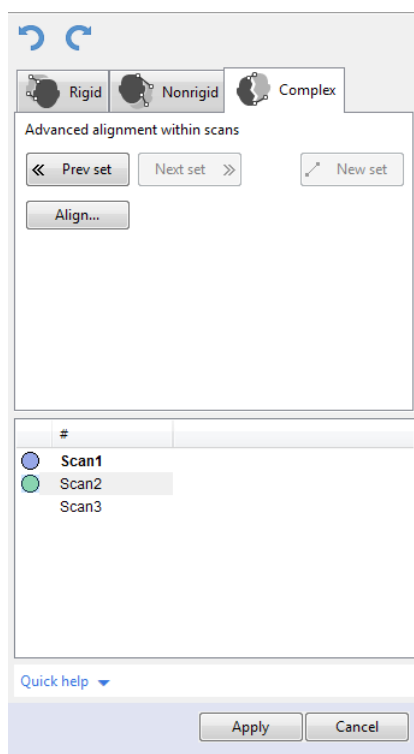 Rigid Nonrigid Complex
Advanced alignment within scans
Prev set Next set New set
Align...
#
Scan1
Scan2
Scan3
Quick help
Apply Cancel